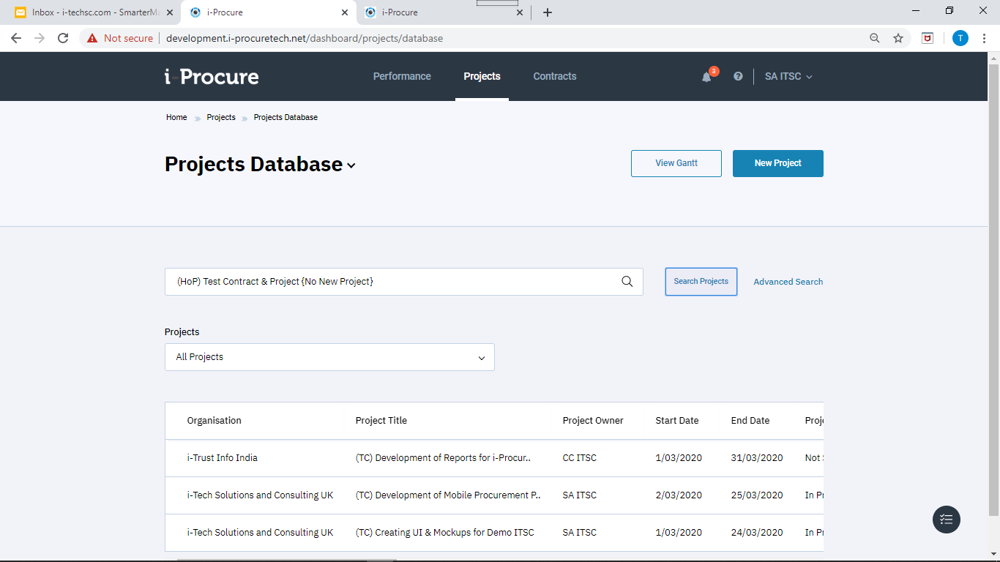 Inbox - i-techsc.com - SmarterMa
i-Procure
i-Procure
Not secure
development.i-procuretech.net/dashboard/projects/database
T
i-Procure
Performance
Projects
Contracts
3
SA ITSC
Home » Projects » Projects Database
Projects Database
View Gantt
New Project
(HoP) Test Contract & Project {No New Project}
Search Projects
Advanced Search
Projects
All Projects
Organisation Project Title Project Owner Start Date End Date Proje
i-Trust Info India (TC) Development of Reports for i-Procur.. CC ITSC 1/03/2020 31/03/2020 Not S
i-Tech Solutions and Consulting UK (TC) Development of Mobile Procurement P.. SA ITSC 2/03/2020 25/03/2020 In Pr
i-Tech Solutions and Consulting UK (TC) Creating UI & Mockups for Demo ITSC SA ITSC 1/03/2020 24/03/2020 In Pr